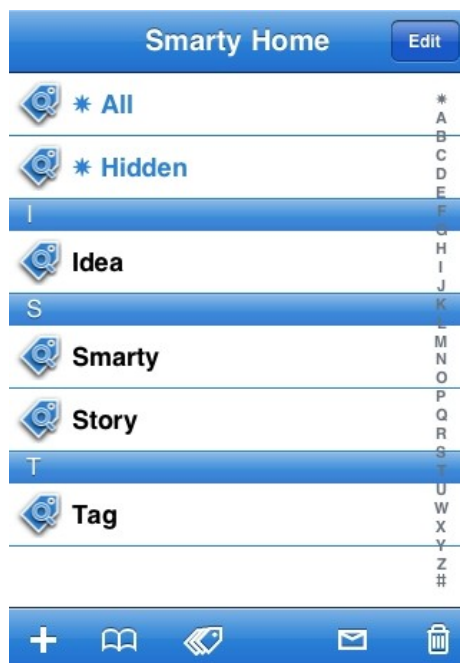 Smarty Home
Edit
✷ All
✷ Hidden
I
Idea
S
Smarty
Story
T
Tag
✷
A
B
C
D
E
F
G
H
I
J
K
L
M
N
O
P
Q
R
S
T
U
W
X
Y
Z
#